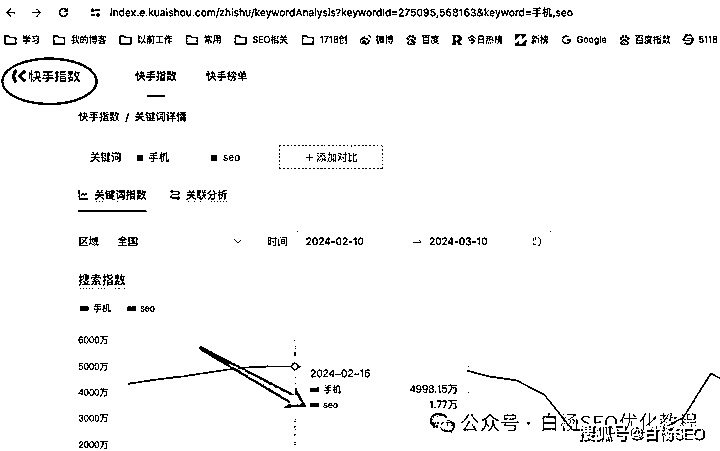 index.e.kuaishou.com/zhishu/keywordAnalysis?keywordId=275095,568163&keyword=手机,seo
学习 我的博客 以前工作 常用 SEO相关 1718创 微博 百度 今日热榜 新榜 Google 百度指数 5118
快手指数 快手指数 快手榜单
快手指数 / 关键词详情
关键词 手机 seo + 添加对比
关键词指数 关联分析
区域 全国 时间 2024-02-10 → 2024-03-10
搜索指数
手机 seo
6000万
5000万
2024-02-16
4000万 手机 4998.15万
seo 1.77万
3000万
公众号 · 白杨SEO优化教程
搜狐号@白杨SEO
2000万